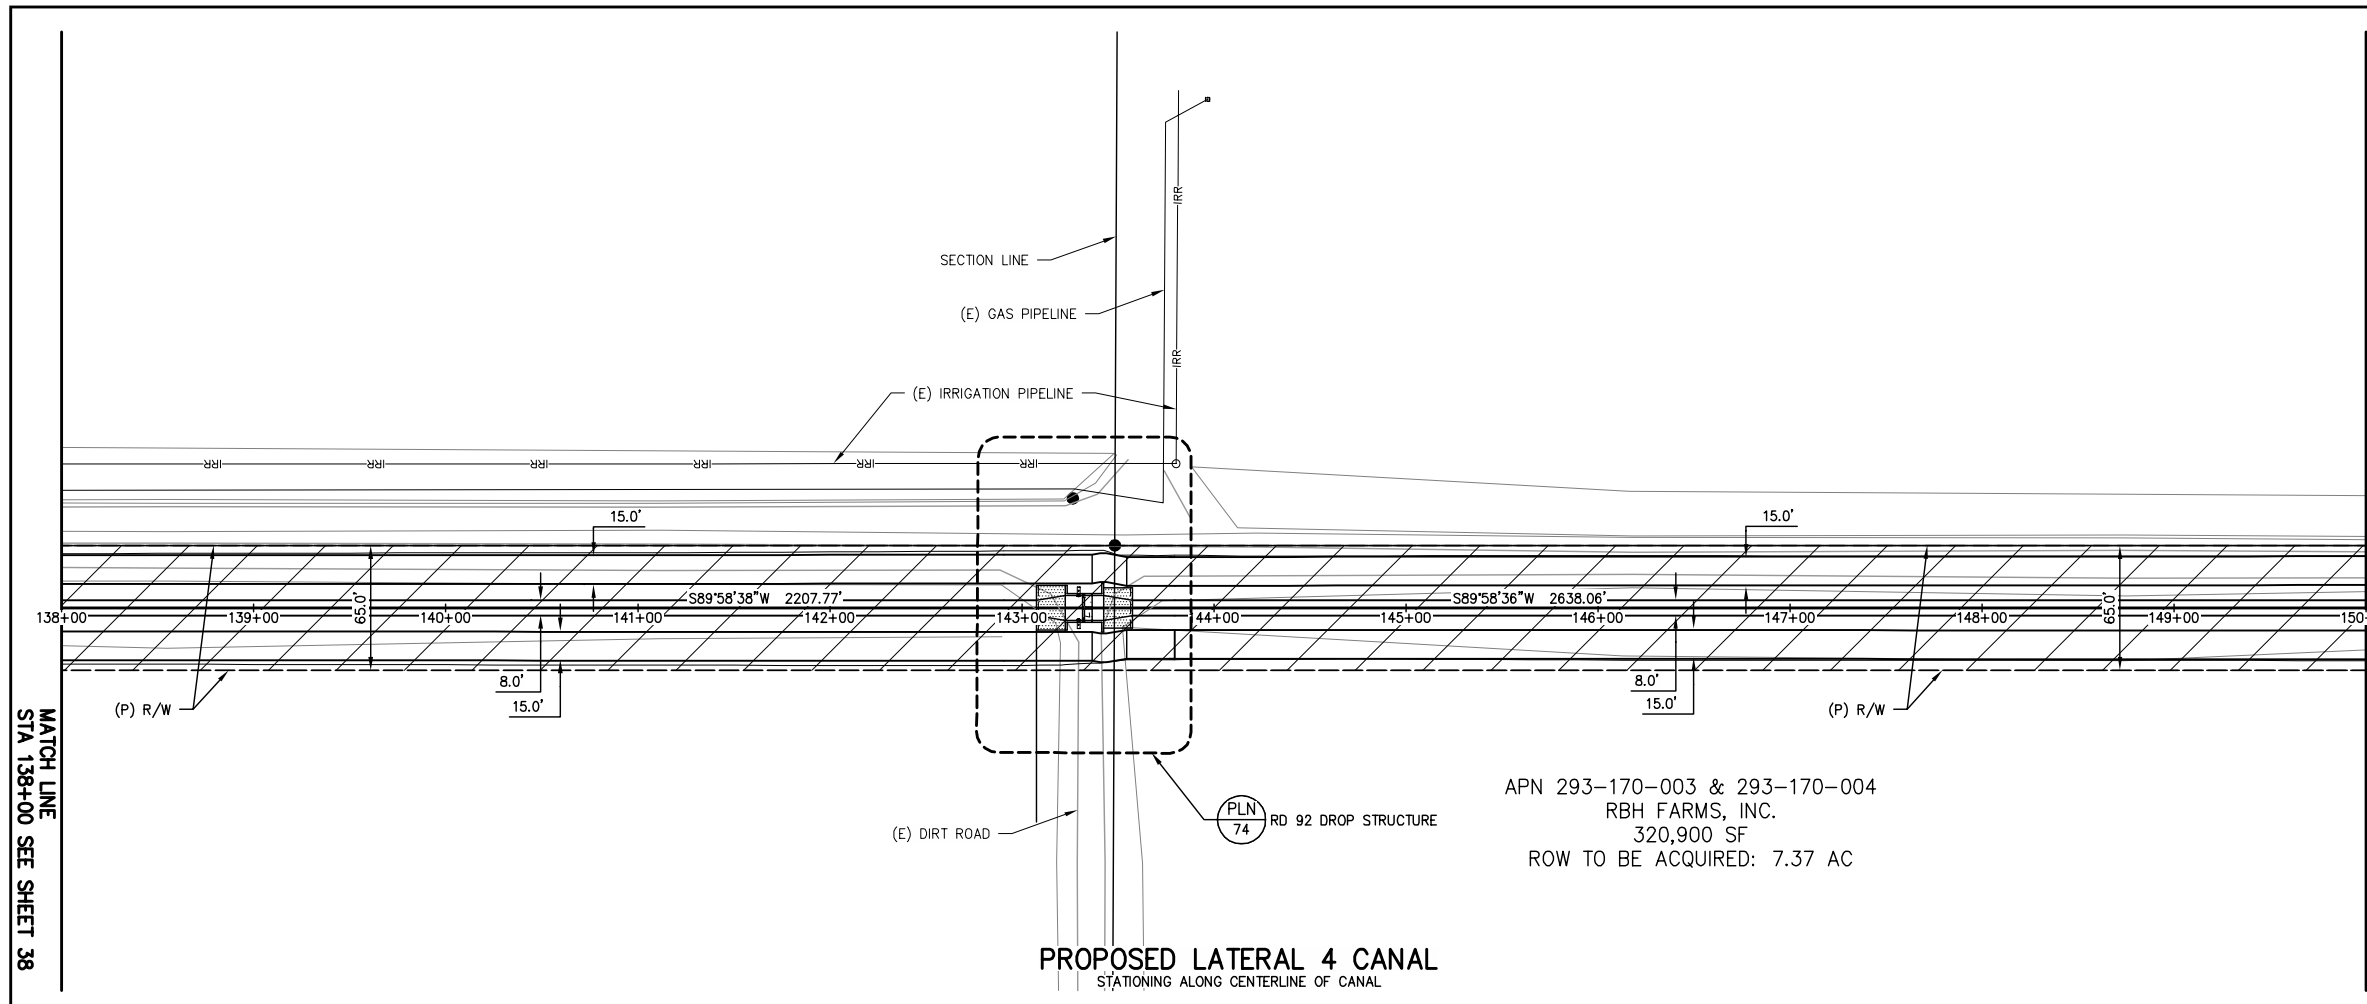 IRR
SECTION LINE
(E) GAS PIPELINE
IRR
(E) IRRIGATION PIPELINE
IRR IRR IRR IRR IRR IRR
15.0' 15.0'
65.0' 65.0'
S89°58'38"W 2207.77' S89°58'36"W 2638.06'
138+00 139+00 140+00 141+00 142+00 143+00 144+00 145+00 146+00 147+00 148+00 149+00 150
8.0' 8.0'
15.0' 15.0'
(P) R/W (P) R/W
MATCH LINE
STA 138+00 SEE SHEET 38
APN 293-170-003 & 293-170-004
RBH FARMS, INC.
320,900 SF
ROW TO BE ACQUIRED: 7.37 AC
PLN
74
RD 92 DROP STRUCTURE
(E) DIRT ROAD
PROPOSED LATERAL 4 CANAL
STATIONING ALONG CENTERLINE OF CANAL